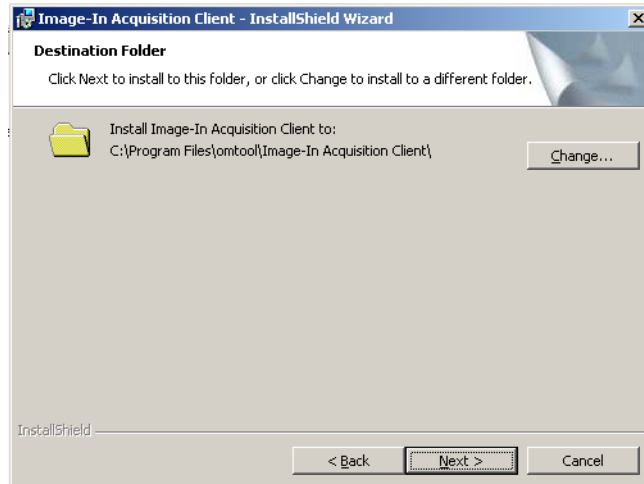 Image-In Acquisition Client - InstallShield Wizard
Destination Folder
Click Next to install to this folder, or click Change to install to a different folder.
Install Image-In Acquisition Client to:
C:\Program Files\omtool\Image-In Acquisition Client\
Change...
InstallShield
< Back
Next >
Cancel